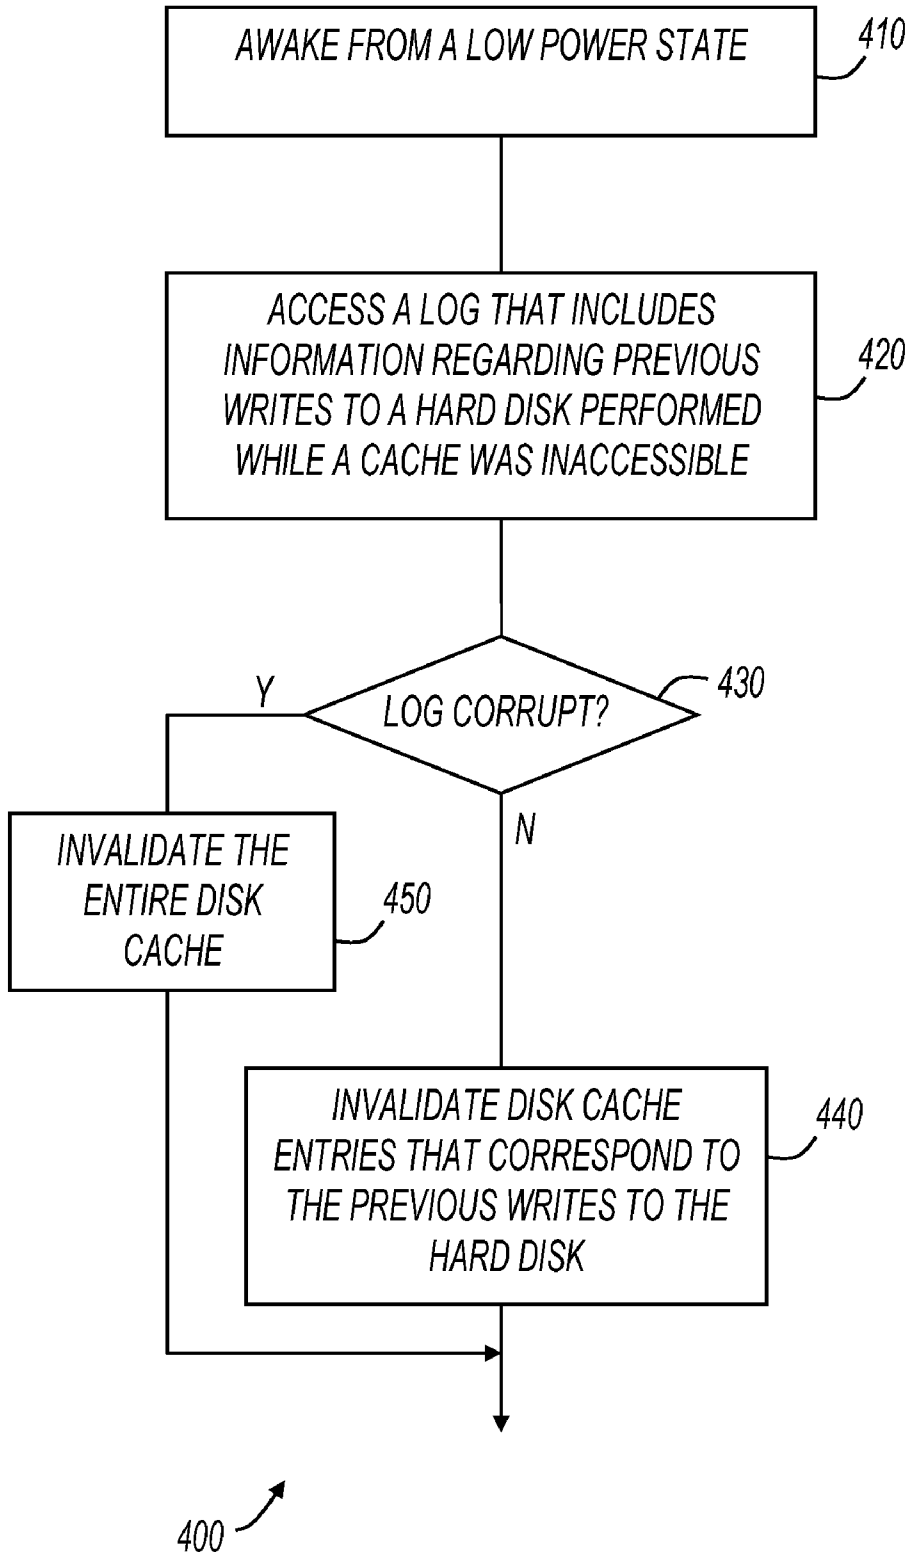 AWAKE FROM A LOW POWER STATE
410
ACCESS A LOG THAT INCLUDES
INFORMATION REGARDING PREVIOUS
WRITES TO A HARD DISK PERFORMED
WHILE A CACHE WAS INACCESSIBLE
420
LOG CORRUPT?
430
Y
N
INVALIDATE THE
ENTIRE DISK
CACHE
450
INVALIDATE DISK CACHE
ENTRIES THAT CORRESPOND TO
THE PREVIOUS WRITES TO THE
HARD DISK
440
400